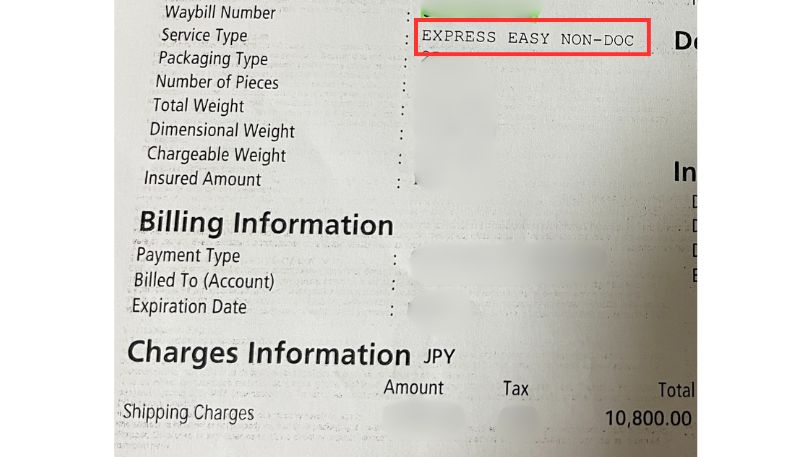 Waybill Number :
Service Type : EXPRESS EASY NON-DOC
Packaging Type :
Number of Pieces :
Total Weight :
Dimensional Weight :
Chargeable Weight :
Insured Amount :
In
Billing Information
Payment Type :
Billed To (Account) :
Expiration Date :
Charges Information JPY
Amount Tax Total
Shipping Charges 10,800.00